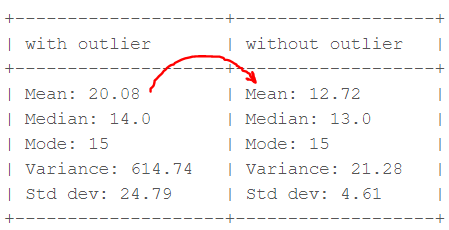 +---------------------+--------------------+
| with outlier | without outlier |
+---------------------+--------------------+
| Mean: 20.08 | Mean: 12.72 |
| Median: 14.0 | Median: 13.0 |
| Mode: 15 | Mode: 15 |
| Variance: 614.74 | Variance: 21.28 |
| Std dev: 24.79 | Std dev: 4.61 |
+---------------------+--------------------+